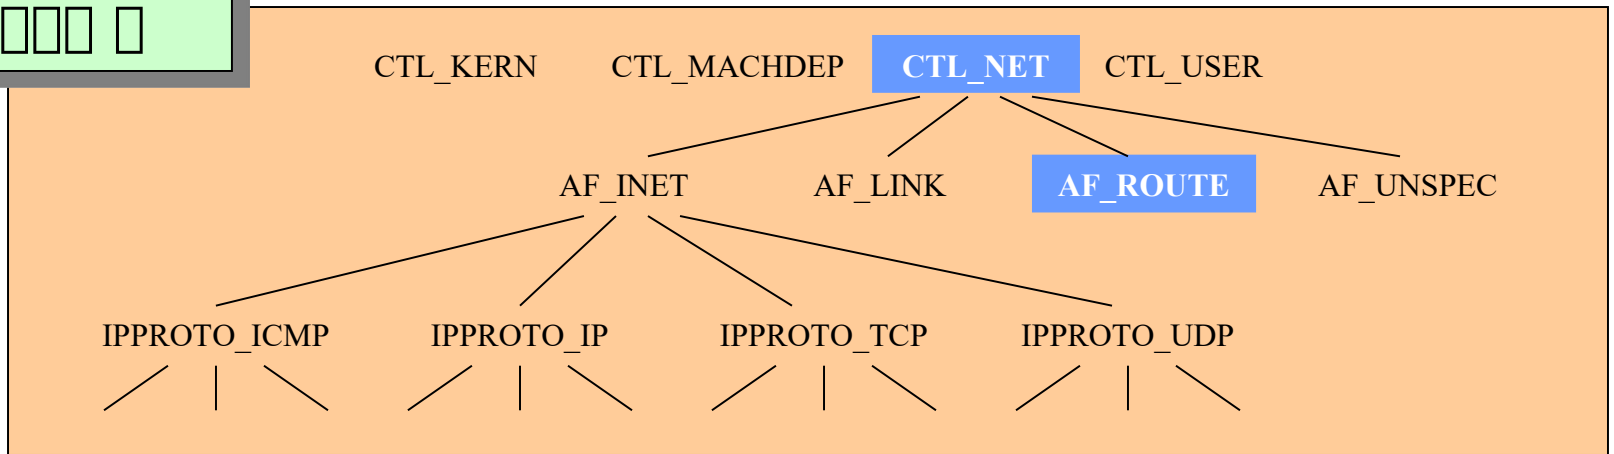 CTL_KERN CTL_MACHDEP CTL_NET CTL_USER
AF_INET AF_LINK AF_ROUTE AF_UNSPEC
IPPROTO_ICMP IPPROTO_IP IPPROTO_TCP IPPROTO_UDP